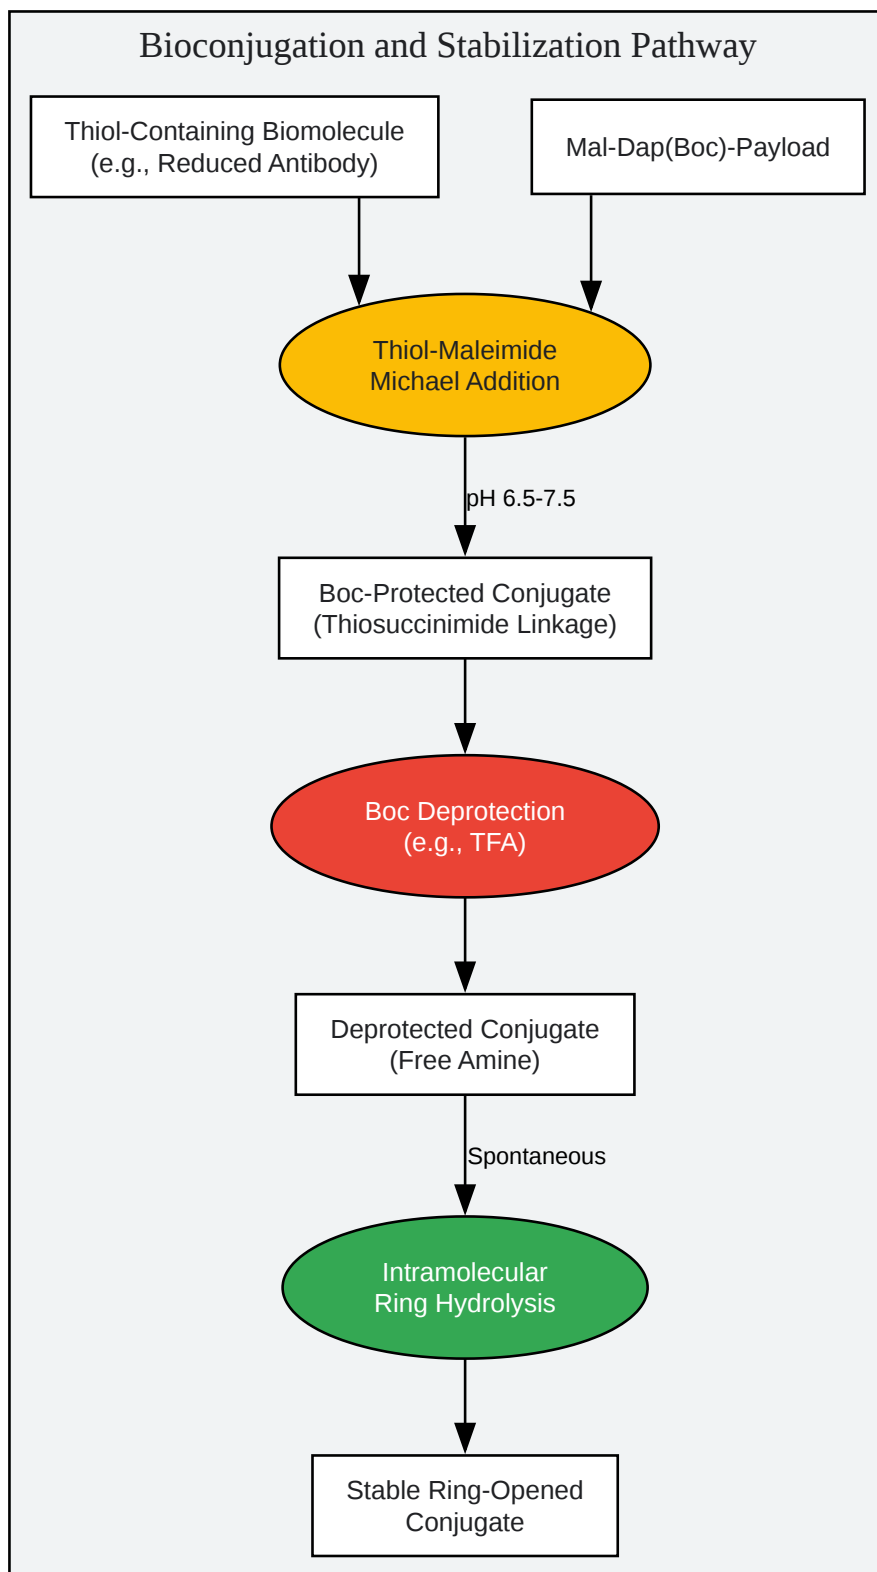 Bioconjugation and Stabilization Pathway
Thiol-Containing Biomolecule
(e.g., Reduced Antibody)
Mal-Dap(Boc)-Payload
Thiol-Maleimide
Michael Addition
pH 6.5-7.5
Boc-Protected Conjugate
(Thiosuccinimide Linkage)
Boc Deprotection
(e.g., TFA)
Deprotected Conjugate
(Free Amine)
Spontaneous
Intramolecular
Ring Hydrolysis
Stable Ring-Opened
Conjugate